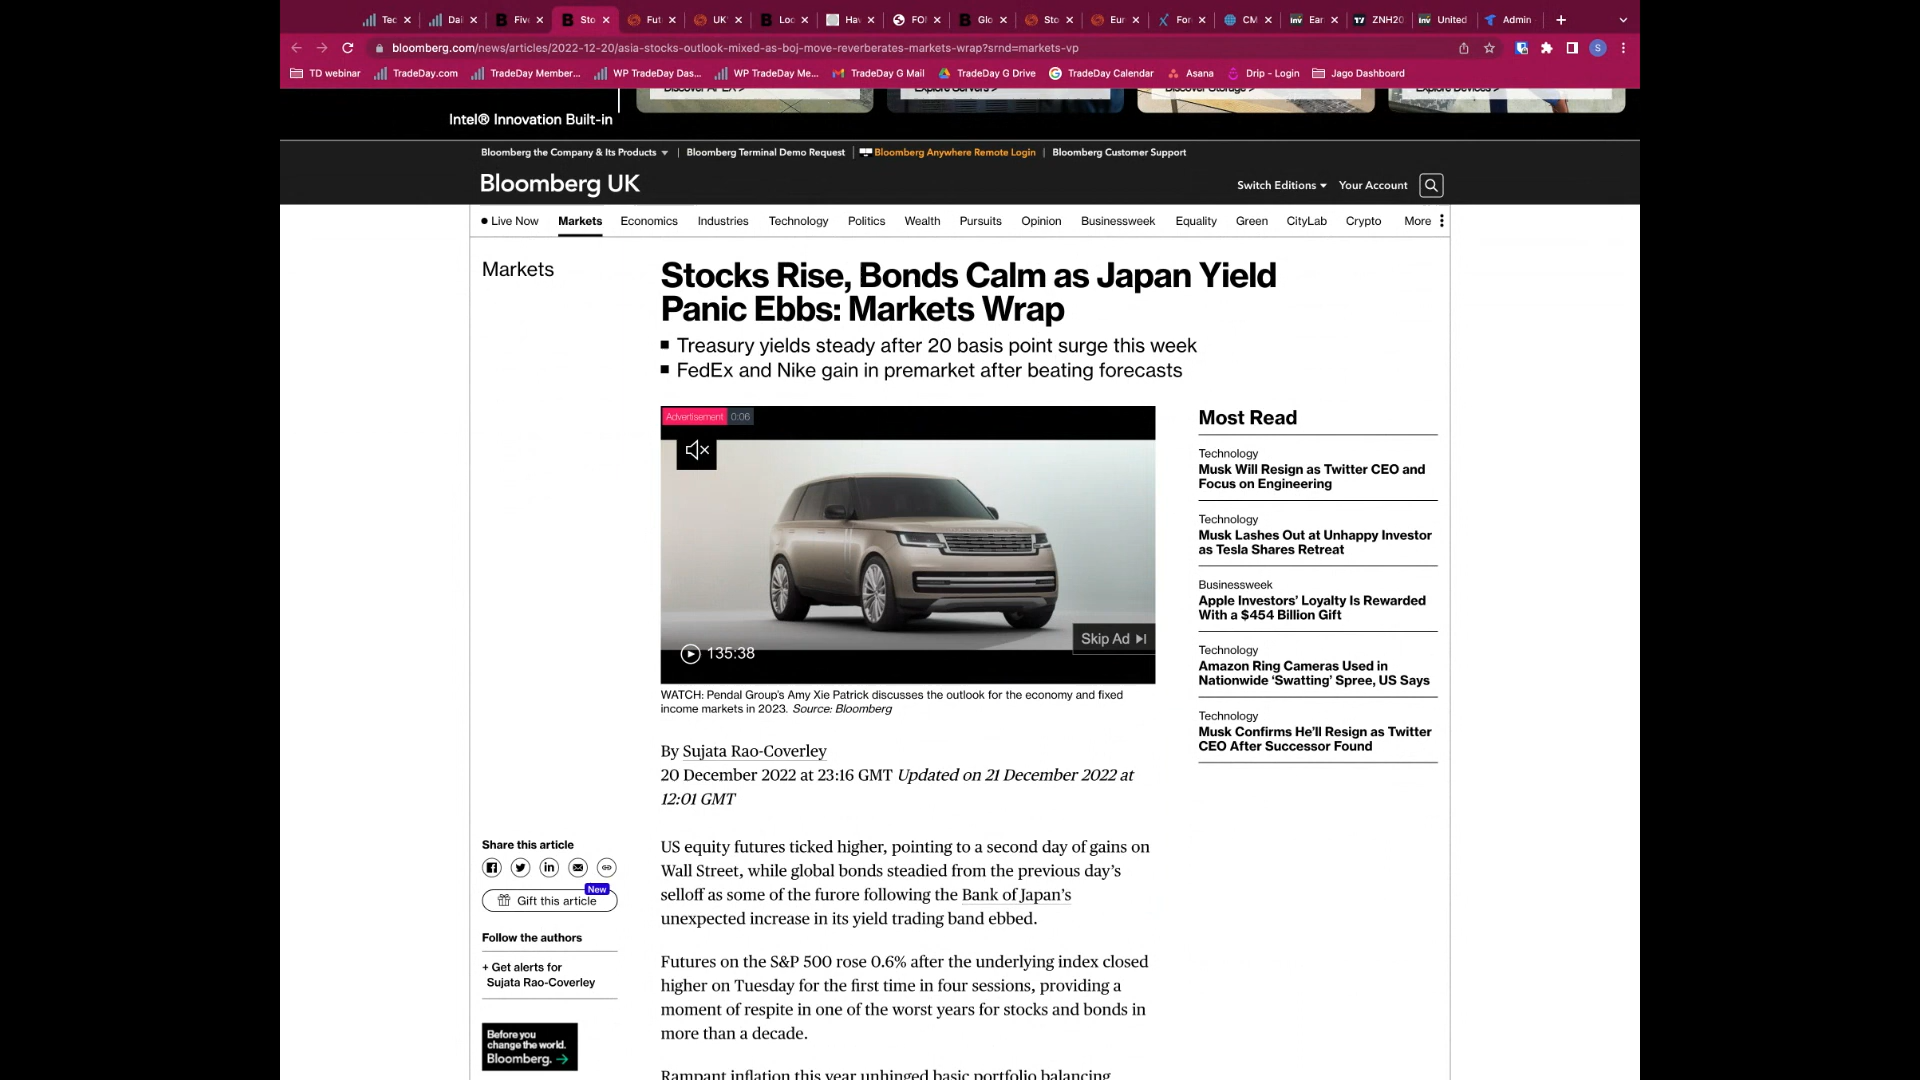 Tec
Dai
Five
Sto
Fut
UK'
Loc
Hav
FOI
Glo
Sto
Eur
For
CM
Ear
ZNH20
United
Admin
bloomberg.com/news/articles/2022-12-20/asia-stocks-outlook-mixed-as-boj-move-reverberates-markets-wrap?srnd=markets-vp
S
TD webinar TradeDay.com TradeDay Member... WP TradeDay Das... WP TradeDay Me... TradeDay G Mail TradeDay G Drive TradeDay Calendar Asana Drip - Login Jago Dashboard
Intel® Innovation Built-in
Bloomberg the Company & Its Products | Bloomberg Terminal Demo Request | Bloomberg Anywhere Remote Login | Bloomberg Customer Support
Bloomberg UK
Switch Editions Your Account
Live Now Markets Economics Industries Technology Politics Wealth Pursuits Opinion Businessweek Equality Green CityLab Crypto More
Markets
Stocks Rise, Bonds Calm as Japan Yield
Panic Ebbs: Markets Wrap
Treasury yields steady after 20 basis point surge this week
FedEx and Nike gain in premarket after beating forecasts
Advertisement 0:06
Skip Ad
135:38
WATCH: Pendal Group's Amy Xie Patrick discusses the outlook for the economy and fixed
income markets in 2023. Source: Bloomberg
By Sujata Rao-Coverley
20 December 2022 at 23:16 GMT Updated on 21 December 2022 at
12:01 GMT
US equity futures ticked higher, pointing to a second day of gains on
Wall Street, while global bonds steadied from the previous day's
selloff as some of the furore following the Bank of Japan's
unexpected increase in its yield trading band ebbed.
Futures on the S&P 500 rose 0.6% after the underlying index closed
higher on Tuesday for the first time in four sessions, providing a
moment of respite in one of the worst years for stocks and bonds in
more than a decade.
Rampant inflation this year unhinged basic portfolio balancing
Share this article
New
Gift this article
Follow the authors
+ Get alerts for
Sujata Rao-Coverley
Before you
change the world.
Bloomberg. →
Most Read
Technology
Musk Will Resign as Twitter CEO and
Focus on Engineering
Technology
Musk Lashes Out at Unhappy Investor
as Tesla Shares Retreat
Businessweek
Apple Investors' Loyalty Is Rewarded
With a $454 Billion Gift
Technology
Amazon Ring Cameras Used in
Nationwide 'Swatting' Spree, US Says
Technology
Musk Confirms He'll Resign as Twitter
CEO After Successor Found